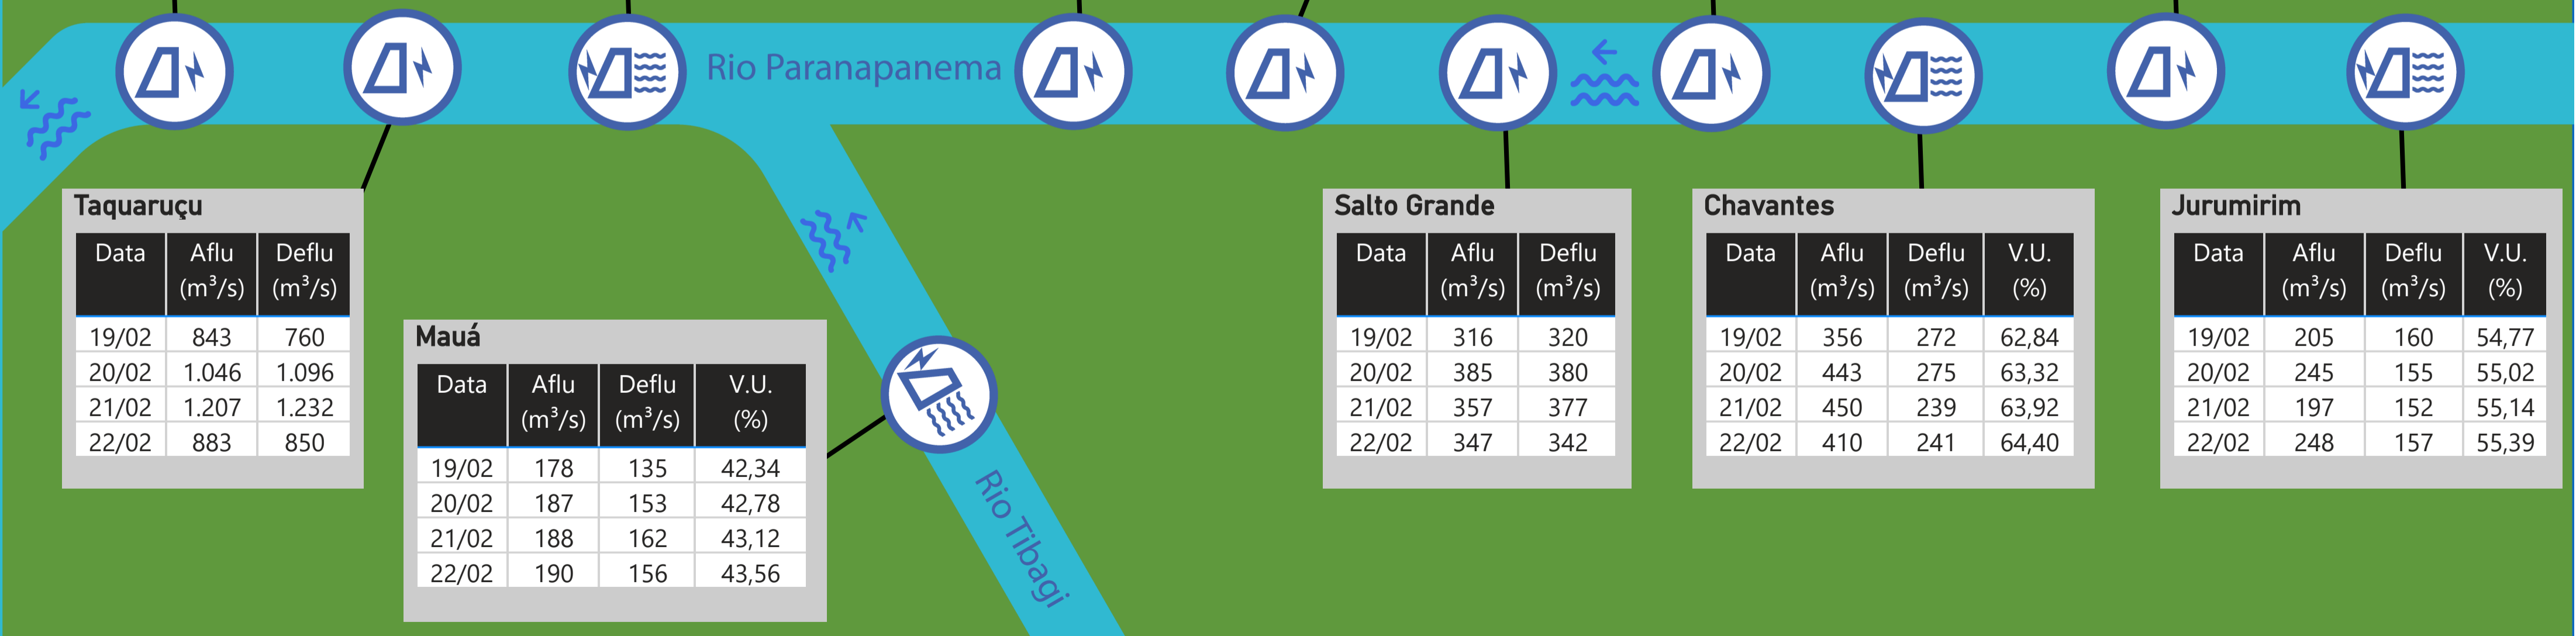 Rio Paranapanema
Taquaruçu
Data Aflu (m³/s) Deflu (m³/s)
19/02 843 760
20/02 1.046 1.096
21/02 1.207 1.232
22/02 883 850
Mauá
Data Aflu (m³/s) Deflu (m³/s) V.U. (%)
19/02 178 135 42,34
20/02 187 153 42,78
21/02 188 162 43,12
22/02 190 156 43,56
Rio Tibagi
Salto Grande
Data Aflu (m³/s) Deflu (m³/s)
19/02 316 320
20/02 385 380
21/02 357 377
22/02 347 342
Chavantes
Data Aflu (m³/s) Deflu (m³/s) V.U. (%)
19/02 356 272 62,84
20/02 443 275 63,32
21/02 450 239 63,92
22/02 410 241 64,40
Jurumirim
Data Aflu (m³/s) Deflu (m³/s) V.U. (%)
19/02 205 160 54,77
20/02 245 155 55,02
21/02 197 152 55,14
22/02 248 157 55,39